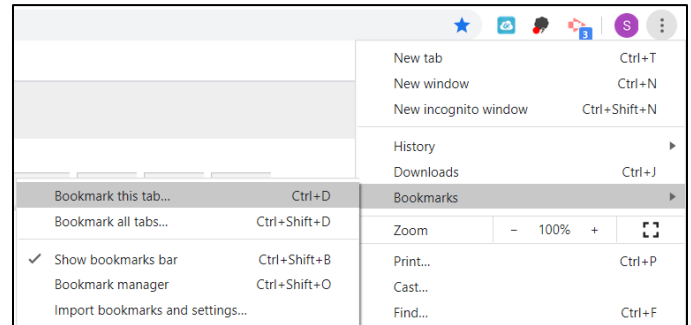 S
3
New tab Ctrl+T
New window Ctrl+N
New incognito window Ctrl+Shift+N
History
Downloads Ctrl+J
Bookmarks
Bookmark this tab... Ctrl+D
Bookmark all tabs... Ctrl+Shift+D
Show bookmarks bar Ctrl+Shift+B
Bookmark manager Ctrl+Shift+O
Import bookmarks and settings...
Zoom - 100% +
Print... Ctrl+P
Cast...
Find... Ctrl+F